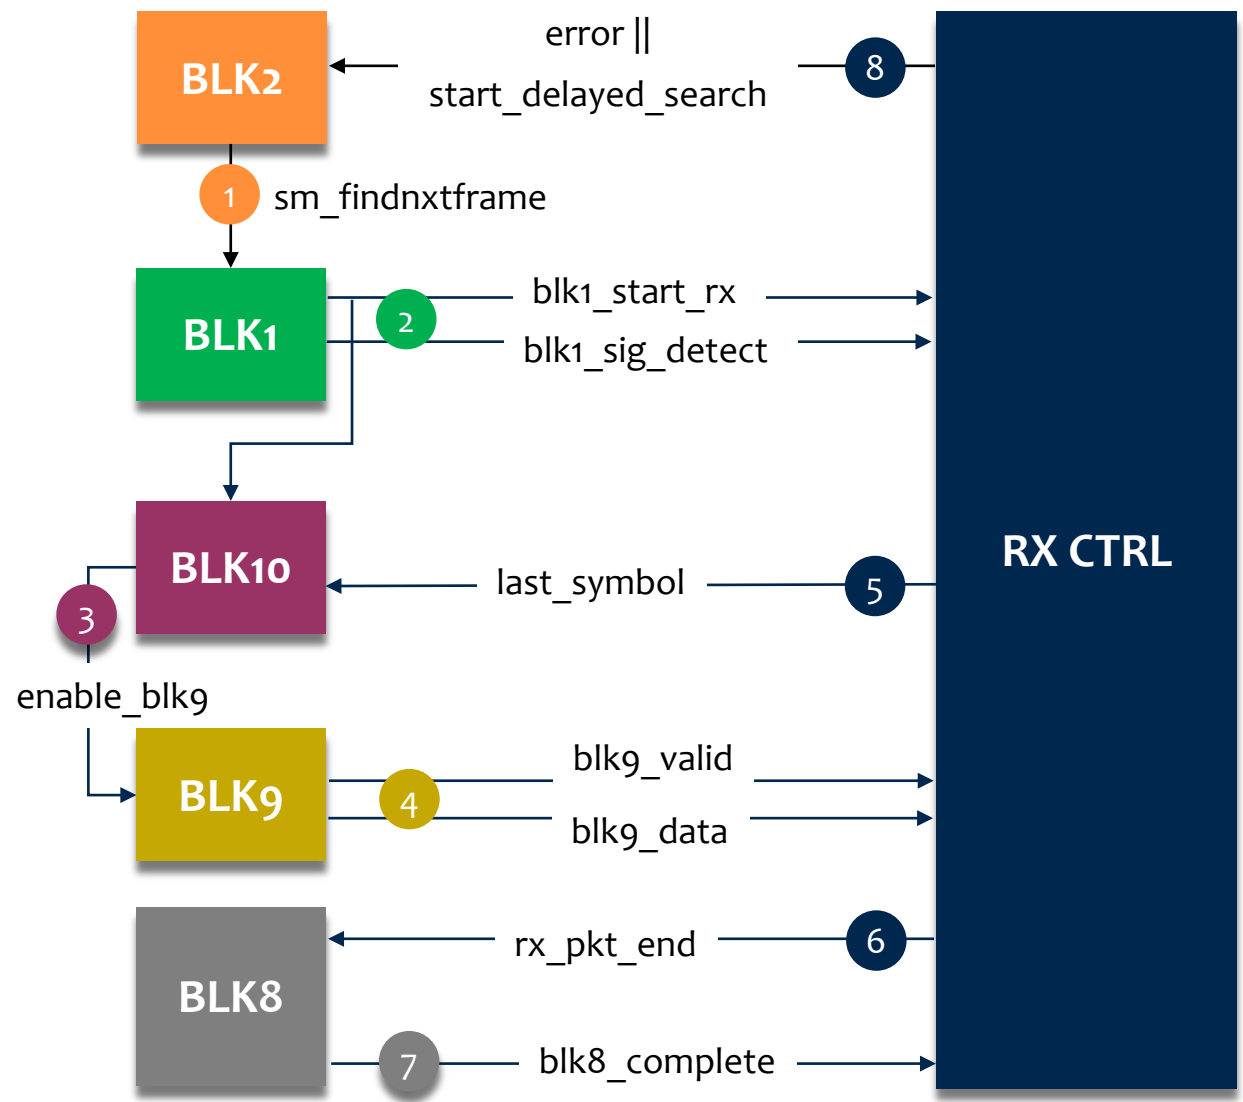 error ||
BLK2
8
start_delayed_search
1
sm_findnxtframe
blk1_start_rx
BLK1
2
blk1_sig_detect
BLK10
last_symbol
5
RX CTRL
3
enable_blk9
blk9_valid
BLK9
4
blk9_data
rx_pkt_end
6
BLK8
7
blk8_complete